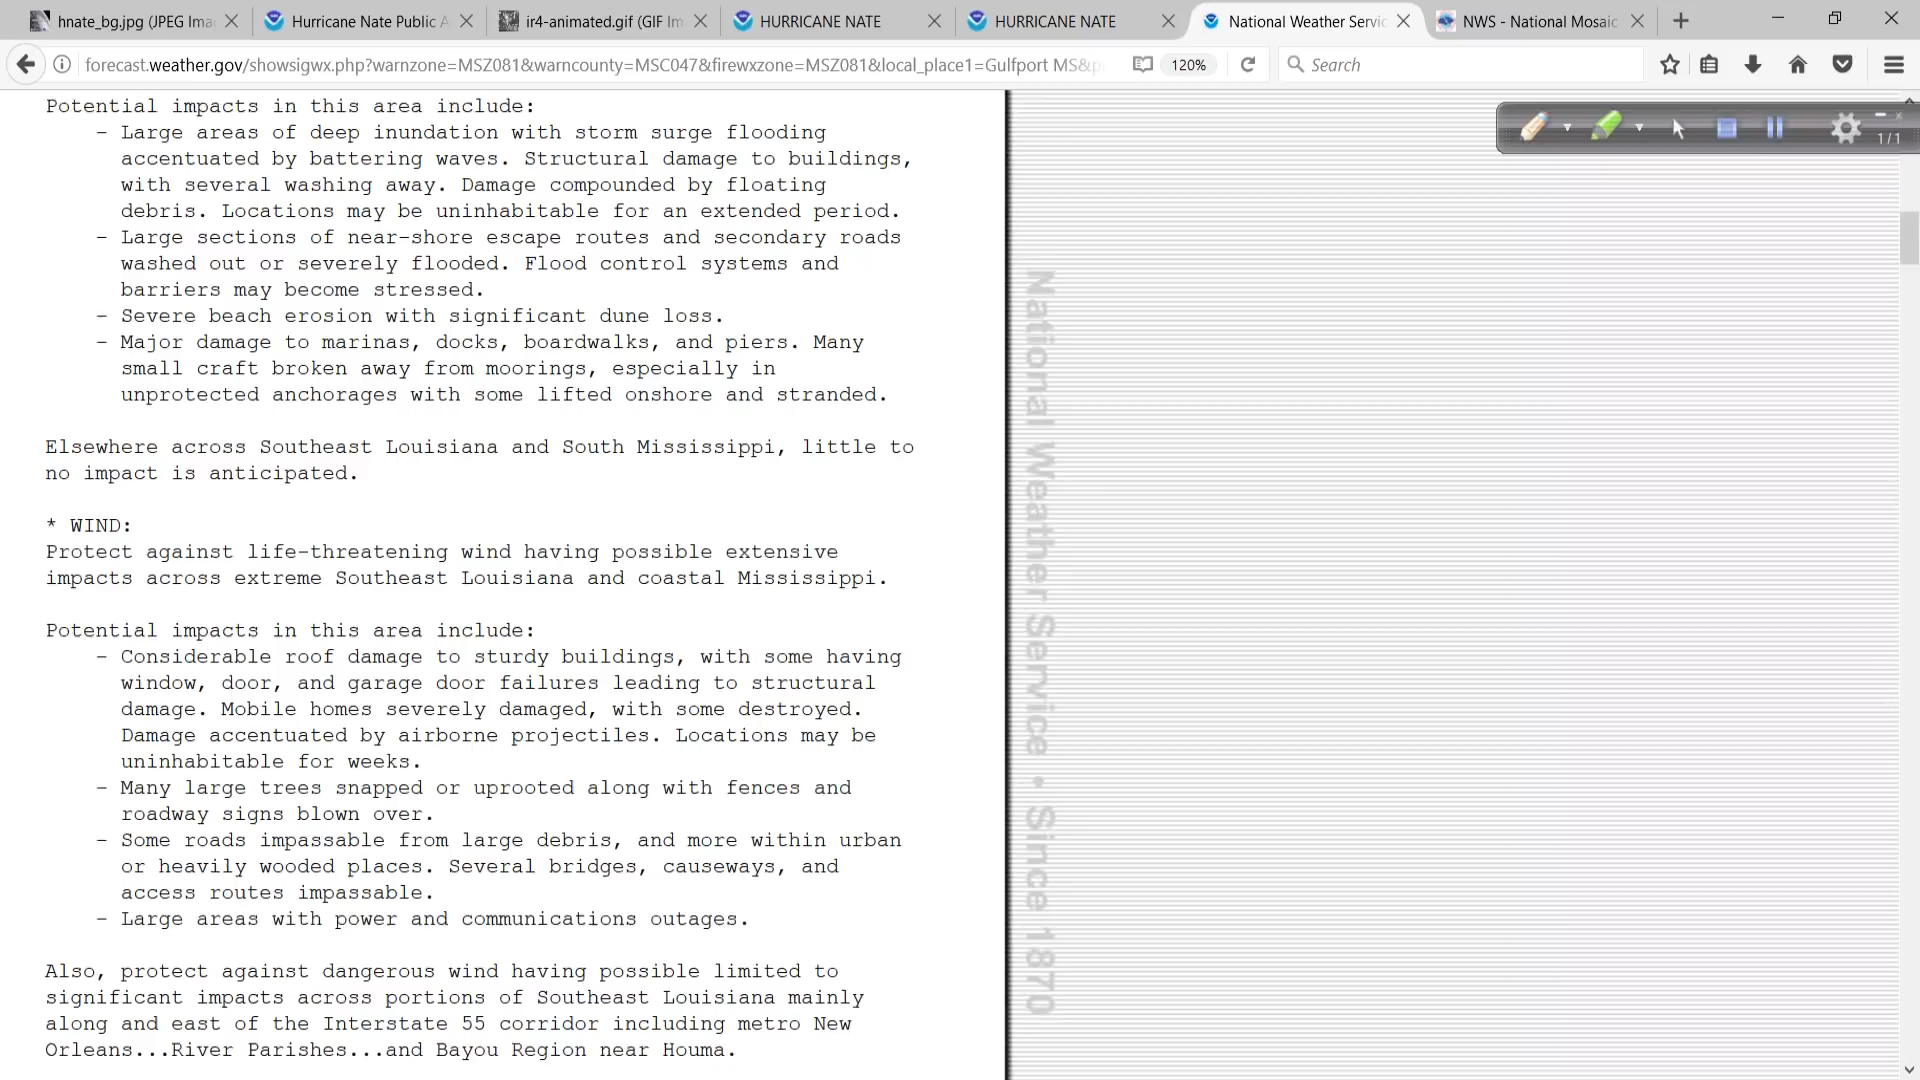 hnate_bg.jpg (JPEG Ima
Hurricane Nate Public A
ir4-animated.gif (GIF Im
HURRICANE NATE
HURRICANE NATE
National Weather Servic
NWS - National Mosaic
forecast.weather.gov/showsigwx.php?warnzone=MSZ081&warncounty=MSC047&firewxzone=MSZ081&local_place1=Gulfport MS&p
120%
Search
1/1
Potential impacts in this area include:
- Large areas of deep inundation with storm surge flooding
accentuated by battering waves. Structural damage to buildings,
with several washing away. Damage compounded by floating
debris. Locations may be uninhabitable for an extended period.
- Large sections of near-shore escape routes and secondary roads
washed out or severely flooded. Flood control systems and
barriers may become stressed.
- Severe beach erosion with significant dune loss.
- Major damage to marinas, docks, boardwalks, and piers. Many
small craft broken away from moorings, especially in
unprotected anchorages with some lifted onshore and stranded.
Elsewhere across Southeast Louisiana and South Mississippi, little to
no impact is anticipated.
* WIND:
Protect against life-threatening wind having possible extensive
impacts across extreme Southeast Louisiana and coastal Mississippi.
Potential impacts in this area include:
- Considerable roof damage to sturdy buildings, with some having
window, door, and garage door failures leading to structural
damage. Mobile homes severely damaged, with some destroyed.
Damage accentuated by airborne projectiles. Locations may be
uninhabitable for weeks.
- Many large trees snapped or uprooted along with fences and
roadway signs blown over.
- Some roads impassable from large debris, and more within urban
or heavily wooded places. Several bridges, causeways, and
access routes impassable.
- Large areas with power and communications outages.
Also, protect against dangerous wind having possible limited to
significant impacts across portions of Southeast Louisiana mainly
along and east of the Interstate 55 corridor including metro New
Orleans...River Parishes...and Bayou Region near Houma.
National Weather Service • Since 1870